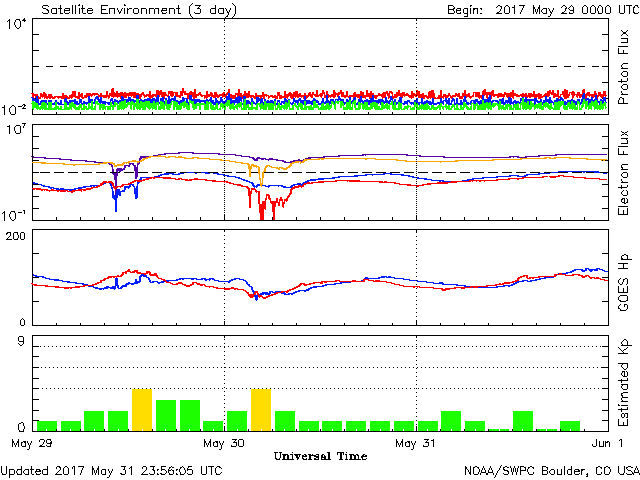 Satellite Environment (3 day) Begin: 2017 May 29 0000 UTC
10^4
10^-2
Proton Flux
10^7
10^-1
Electron Flux
200
0
GOES Hp
9
0
Estimated Kp
May 29 May 30 May 31 Jun 1
Universal Time
Updated 2017 May 31 23:56:05 UTC NOAA/SWPC Boulder, CO USA